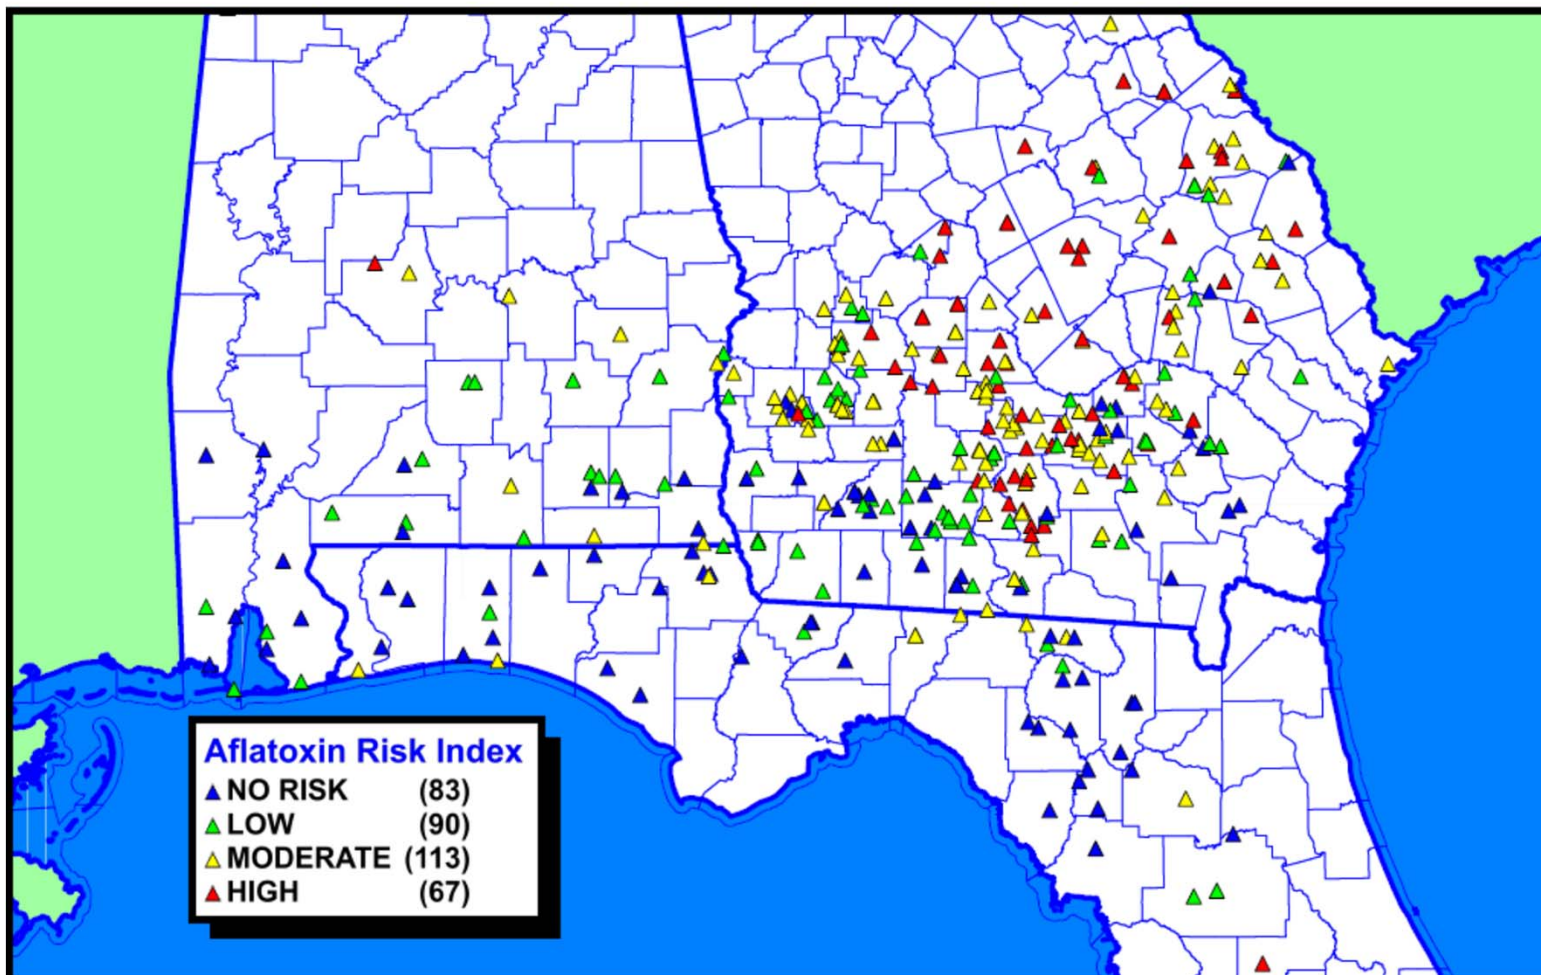 Aflatoxin Risk Index
NO RISK (83)
LOW (90)
MODERATE (113)
HIGH (67)